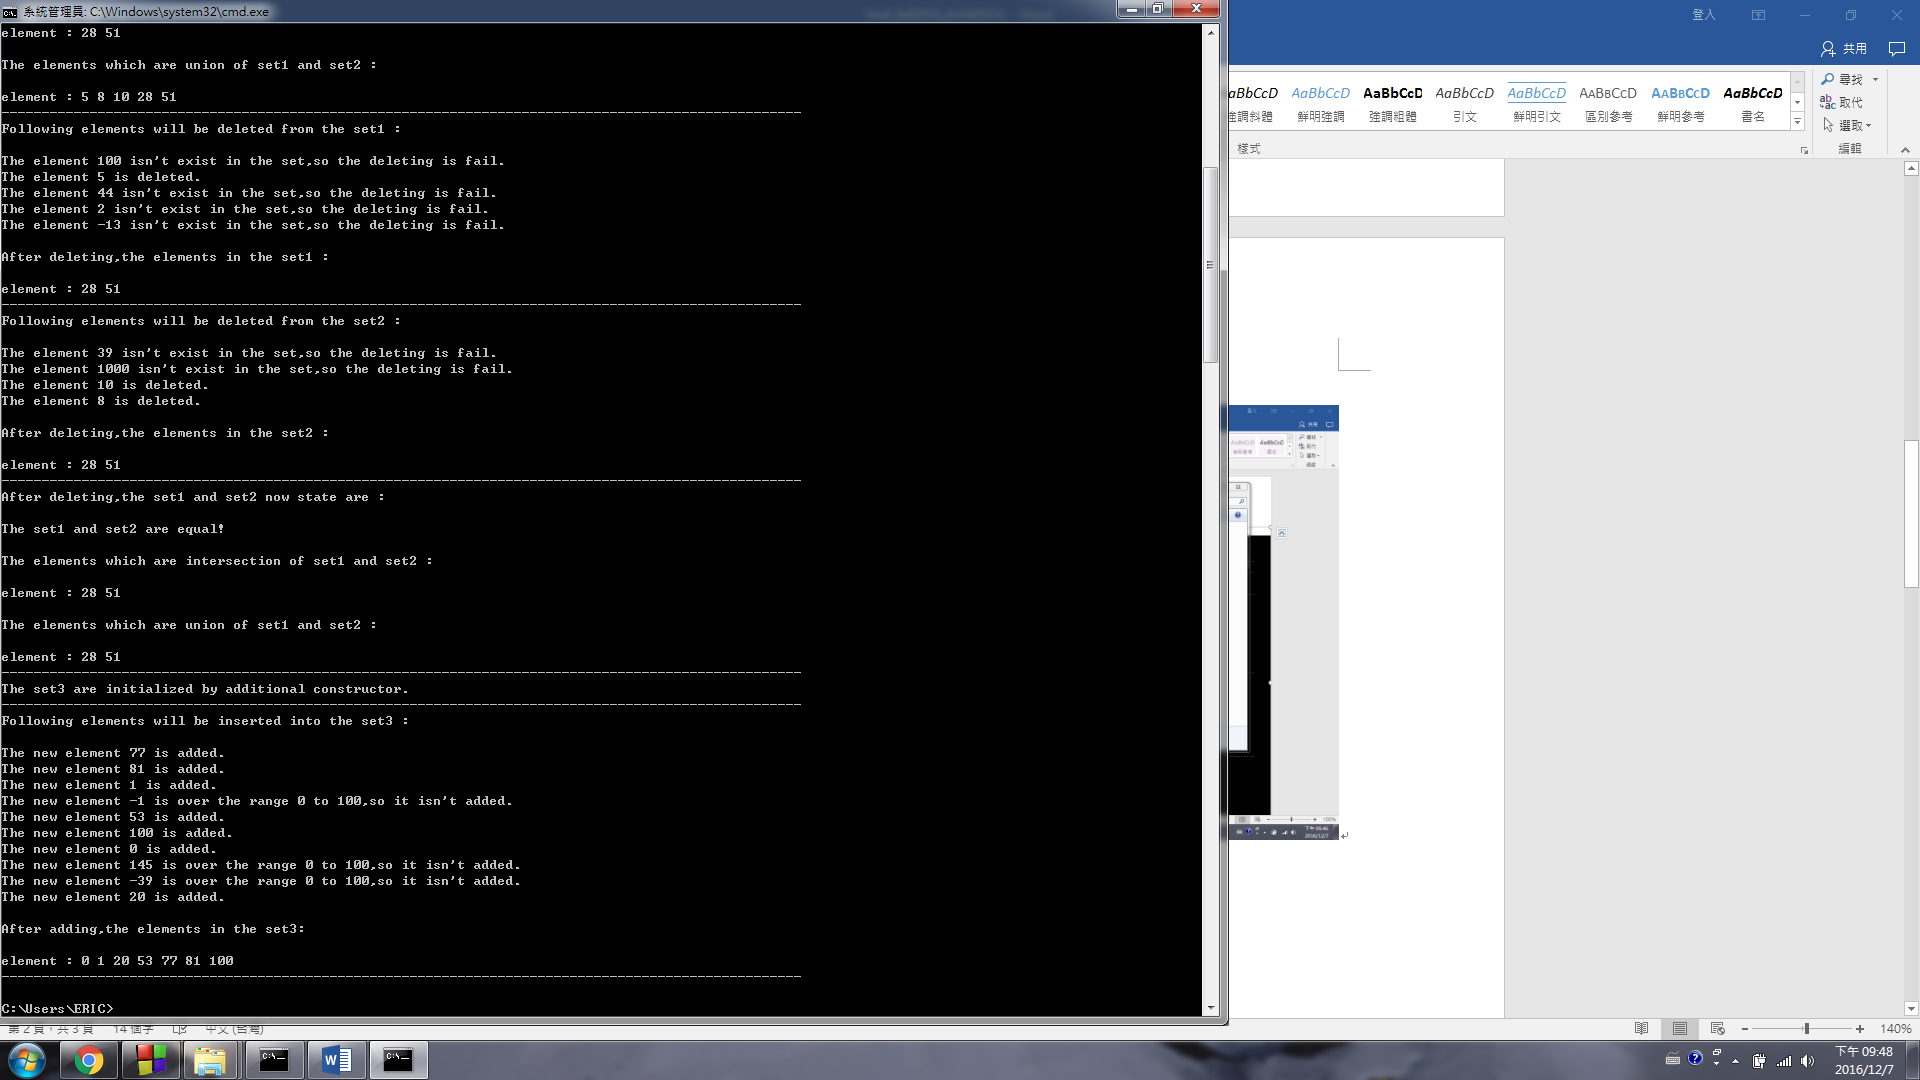 系統管理員: C:\Windows\system32\cmd.exe
element : 28 51
The elements which are union of set1 and set2 :
element : 5 8 10 28 51
----------------------------------------------------------------------------------------------------
Following elements will be deleted from the set1 :
The element 100 isn't exist in the set,so the deleting is fail.
The element 5 is deleted.
The element 44 isn't exist in the set,so the deleting is fail.
The element 2 isn't exist in the set,so the deleting is fail.
The element -13 isn't exist in the set,so the deleting is fail.
After deleting,the elements in the set1 :
element : 28 51
----------------------------------------------------------------------------------------------------
Following elements will be deleted from the set2 :
The element 39 isn't exist in the set,so the deleting is fail.
The element 1000 isn't exist in the set,so the deleting is fail.
The element 10 is deleted.
The element 8 is deleted.
After deleting,the elements in the set2 :
element : 28 51
----------------------------------------------------------------------------------------------------
After deleting,the set1 and set2 now state are :
The set1 and set2 are equal!
The elements which are intersection of set1 and set2 :
element : 28 51
The elements which are union of set1 and set2 :
element : 28 51
----------------------------------------------------------------------------------------------------
The set3 are initialized by additional constructor.
----------------------------------------------------------------------------------------------------
Following elements will be inserted into the set3 :
The new element 77 is added.
The new element 81 is added.
The new element 1 is added.
The new element -1 is over the range 0 to 100,so it isn't added.
The new element 53 is added.
The new element 100 is added.
The new element 0 is added.
The new element 145 is over the range 0 to 100,so it isn't added.
The new element -39 is over the range 0 to 100,so it isn't added.
The new element 20 is added.
After adding,the elements in the set3:
element : 0 1 20 53 77 81 100
----------------------------------------------------------------------------------------------------
C:\Users\ERIC>
登入
共用
aBbCcD AaBbCcD AaBbCcD AaBbCcD AaBbCcD AABBCCD AABBCCD AaBbCcD
強調斜體 鮮明強調 強調粗體 引文 鮮明引文 區別參考 鮮明參考 書名
樣式
尋找
取代
選取
編輯
第 2 頁，共 3 頁 14 個字 中文 (台灣)
140%
下午 09:48
2016/12/7